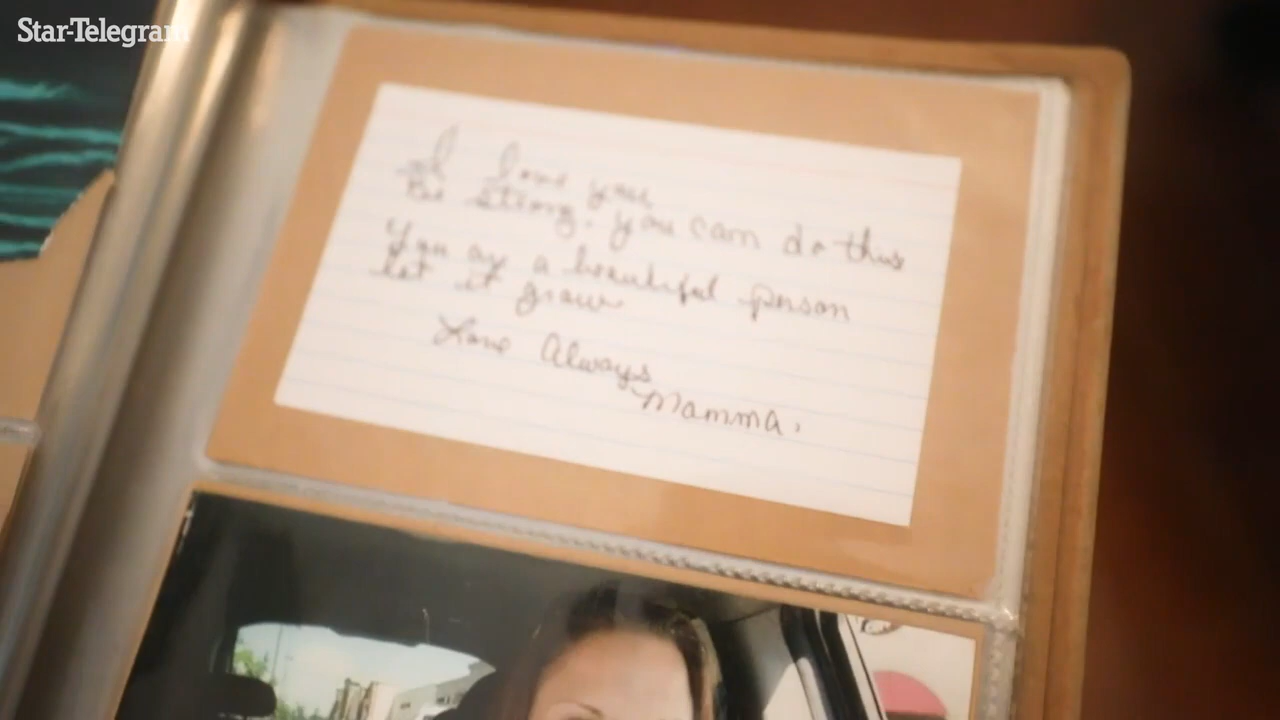 Star-Telegram
I love you
Be strong. you can do this
You ar a beautiful person
let it grow
Love Always
Mamma.